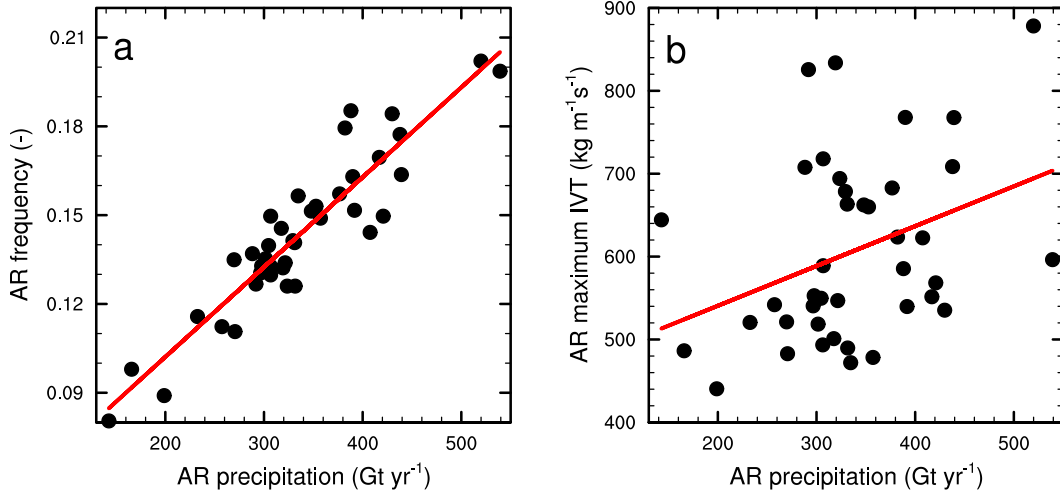 a
0.21
0.18
0.15
0.12
0.09
AR frequency (-)
200 300 400 500
AR precipitation (Gt yr⁻¹)
b
900
800
700
600
500
400
AR maximum IVT (kg m⁻¹s⁻¹)
200 300 400 500
AR precipitation (Gt yr⁻¹)